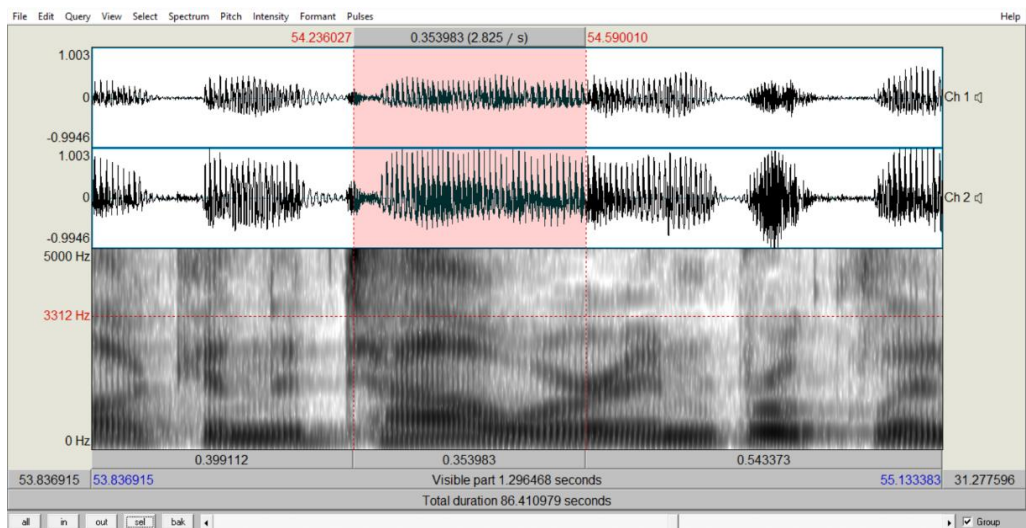 File Edit Query View Select Spectrum Pitch Intensity Formant Pulses Help
54.236027 0.353983 (2.825 / s) 54.590010
1.003
0 Ch 1
-0.9946
1.003
0 Ch 2
-0.9946
5000 Hz
3312 Hz
0 Hz
0.399112 0.353983 0.543373
53.836915 53.836915 Visible part 1.296468 seconds 55.133383 31.277596
Total duration 86.410979 seconds
all in out sel bak Group